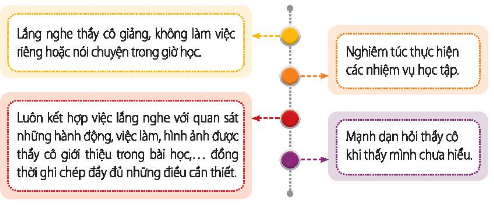 Lắng nghe thầy cô giảng, không làm việc
riêng hoặc nói chuyện trong giờ học.
Nghiêm túc thực hiện
các nhiệm vụ học tập.
Luôn kết hợp việc lắng nghe với quan sát
những hành động, việc làm, hình ảnh được
thầy cô giới thiệu trong bài học,... đồng
thời ghi chép đầy đủ những điều cần thiết.
Mạnh dạn hỏi thầy cô
khi thấy mình chưa hiểu.